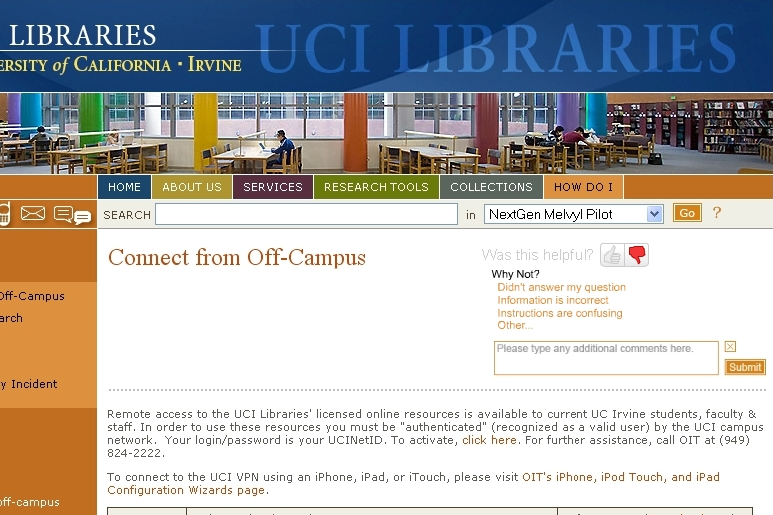 LIBRARIES
UCI LIBRARIES
ERSITY of CALIFORNIA · IRVINE
HOME ABOUT US SERVICES RESEARCH TOOLS COLLECTIONS HOW DO I
SEARCH in NextGen Melvyl Pilot Go ?
Connect from Off-Campus
Was this helpful?
Why Not?
Didn't answer my question
Information is incorrect
Instructions are confusing
Other...
Please type any additional comments here.
Submit
Off-Campus
arch
y Incident
off-campus
Remote access to the UCI Libraries' licensed online resources is available to current UC Irvine students, faculty &
staff. In order to use these resources you must be "authenticated" (recognized as a valid user) by the UCI campus
network. Your login/password is your UCINetID. To activate, click here. For further assistance, call OIT at (949)
824-2222.
To connect to the UCI VPN using an iPhone, iPad, or iTouch, please visit OIT's iPhone, iPod Touch, and iPad
Configuration Wizards page.